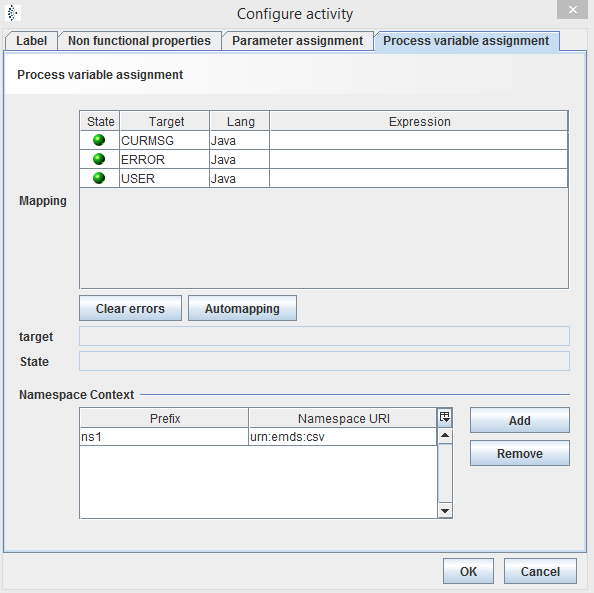 Configure activity
Label Non functional properties Parameter assignment Process variable assignment
Process variable assignment
State Target Lang Expression
CURMSG Java
ERROR Java
USER Java
Mapping
Clear errors Automapping
target
State
Namespace Context
Prefix Namespace URI
ns1 urn:emds:csv
Add
Remove
OK Cancel